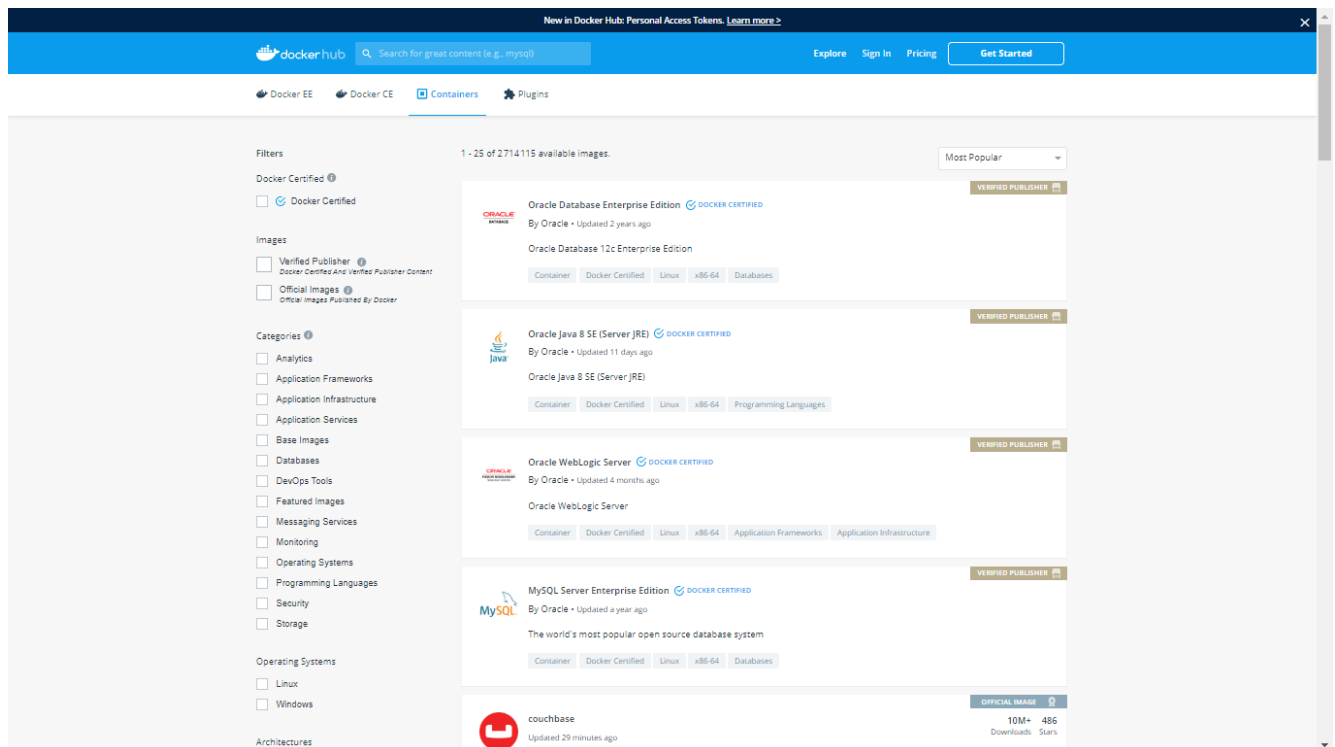 New in Docker Hub: Personal Access Tokens. Learn more >
dockerhub
Search for great content (e.g., mysql)
Explore
Sign In
Pricing
Get Started
Docker EE
Docker CE
Containers
Plugins
Filters
Docker Certified
Docker Certified
Images
Verified Publisher
Docker Certified And Verified Publisher Content
Official Images
Official Images Published By Docker
Categories
Analytics
Application Frameworks
Application Infrastructure
Application Services
Base Images
Databases
DevOps Tools
Featured Images
Messaging Services
Monitoring
Operating Systems
Programming Languages
Security
Storage
Operating Systems
Linux
Windows
Architectures
1 - 25 of 2714115 available images.
Most Popular
VERIFIED PUBLISHER
ORACLE
DATABASE
Oracle Database Enterprise Edition DOCKER CERTIFIED
By Oracle • Updated 2 years ago
Oracle Database 12c Enterprise Edition
Container Docker Certified Linux x86-64 Databases
VERIFIED PUBLISHER
Java
Oracle Java 8 SE (Server JRE) DOCKER CERTIFIED
By Oracle • Updated 11 days ago
Oracle Java 8 SE (Server JRE)
Container Docker Certified Linux x86-64 Programming Languages
VERIFIED PUBLISHER
ORACLE
Oracle WebLogic Server DOCKER CERTIFIED
By Oracle • Updated 4 months ago
Oracle WebLogic Server
Container Docker Certified Linux x86-64 Application Frameworks Application Infrastructure
VERIFIED PUBLISHER
MySQL
MySQL Server Enterprise Edition DOCKER CERTIFIED
By Oracle • Updated a year ago
The world's most popular open source database system
Container Docker Certified Linux x86-64 Databases
OFFICIAL IMAGE
couchbase
Updated 29 minutes ago
10M+ 486
Downloads Stars